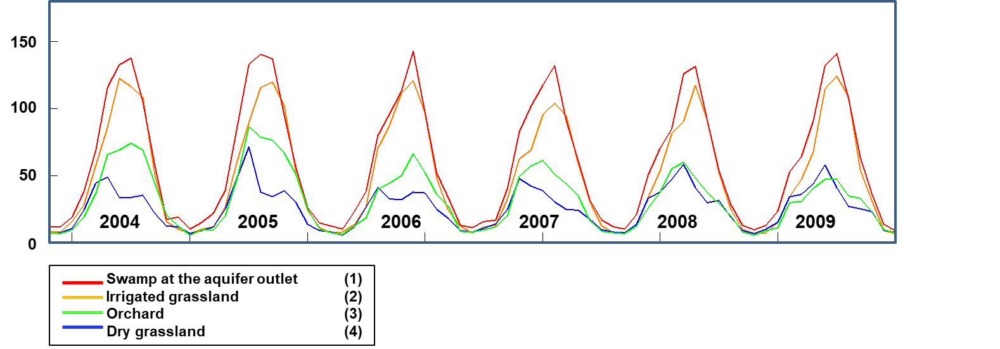 150
100
50
0
2004 2005 2006 2007 2008 2009
Swamp at the aquifer outlet (1)
Irrigated grassland (2)
Orchard (3)
Dry grassland (4)